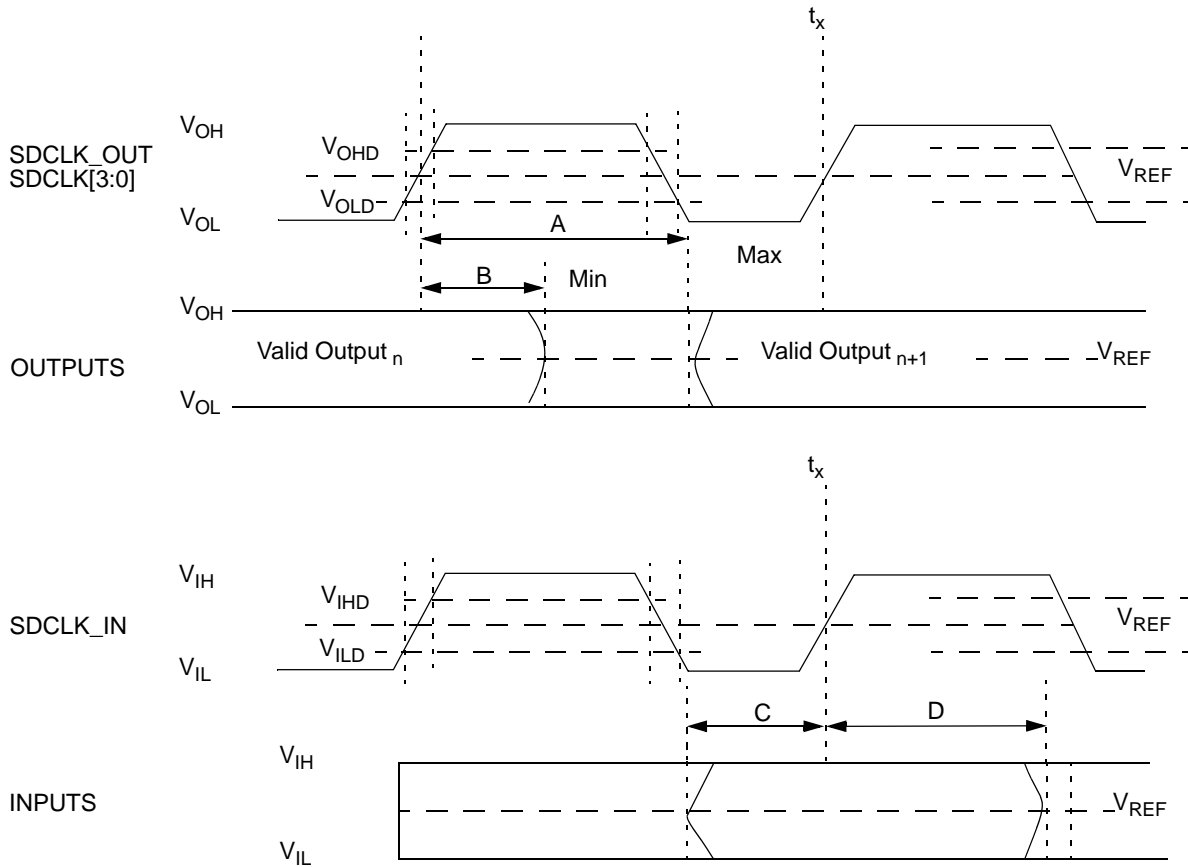 t_x
V_OH
SDCLK_OUT
SDCLK[3:0]
V_OHD
V_REF
V_OLD
V_OL
A
Max
B
Min
V_OH
Valid Output_n
Valid Output_n+1
OUTPUTS
V_REF
V_OL
t_x
V_IH
V_IHD
SDCLK_IN
V_REF
V_ILD
V_IL
C
D
V_IH
INPUTS
V_REF
V_IL